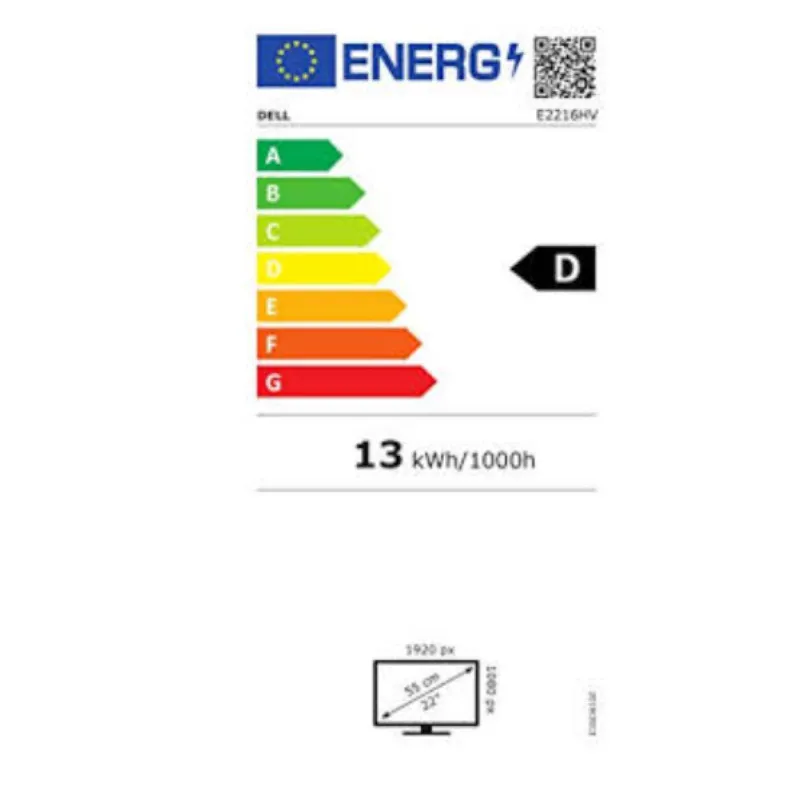 ENERG
DELL
E2216HV
A
B
C
D
D
E
F
G
13 kWh/1000h
1920 px
1080 px
55 cm
22"